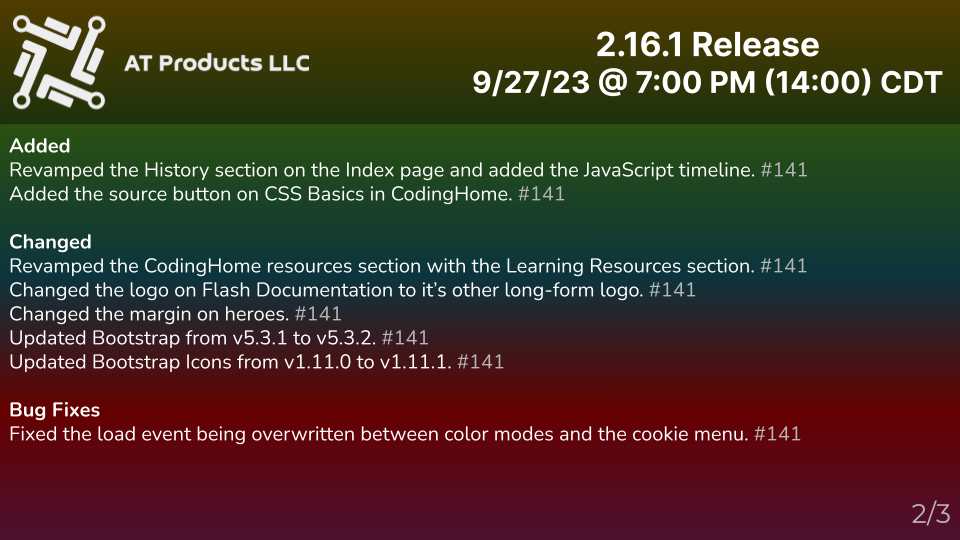 AT Products LLC
2.16.1 Release
9/27/23 @ 7:00 PM (14:00) CDT
Added
Revamped the History section on the Index page and added the JavaScript timeline. #141
Added the source button on CSS Basics in CodingHome. #141
Changed
Revamped the CodingHome resources section with the Learning Resources section. #141
Changed the logo on Flash Documentation to it’s other long-form logo. #141
Changed the margin on heroes. #141
Updated Bootstrap from v5.3.1 to v5.3.2. #141
Updated Bootstrap Icons from v1.11.0 to v1.11.1. #141
Bug Fixes
Fixed the load event being overwritten between color modes and the cookie menu. #141
2/3